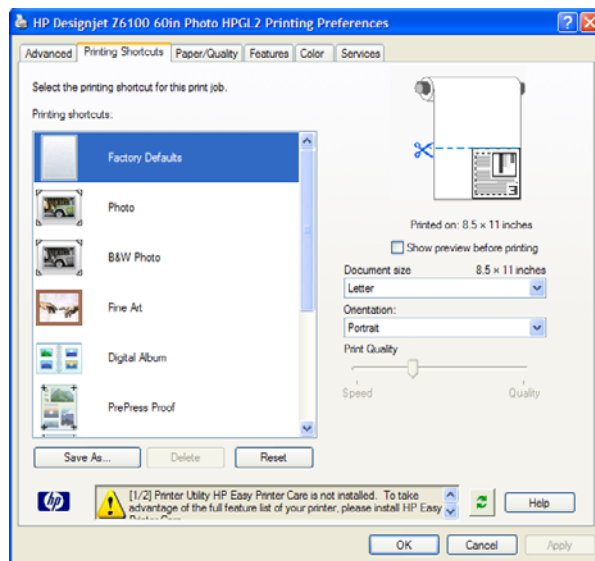 HP Designjet Z6100 60in Photo HPGL2 Printing Preferences
Advanced Printing Shortcuts Paper/Quality Features Color Services
Select the printing shortcut for this print job.
Printing shortcuts:
Factory Defaults
Photo
B&W Photo
Fine Art
Digital Album
PrePress Proof
3
Printed on: 8.5 × 11 inches
Show preview before printing
Document size 8.5 × 11 inches
Letter
Orientation:
Portrait
Print Quality
Speed Quality
Save As... Delete Reset
hp
[1/2] Printer Utility HP Easy Printer Care is not installed. To take
advantage of the full feature list of your printer, please install HP Easy
Printer Care
Help
OK Cancel Apply